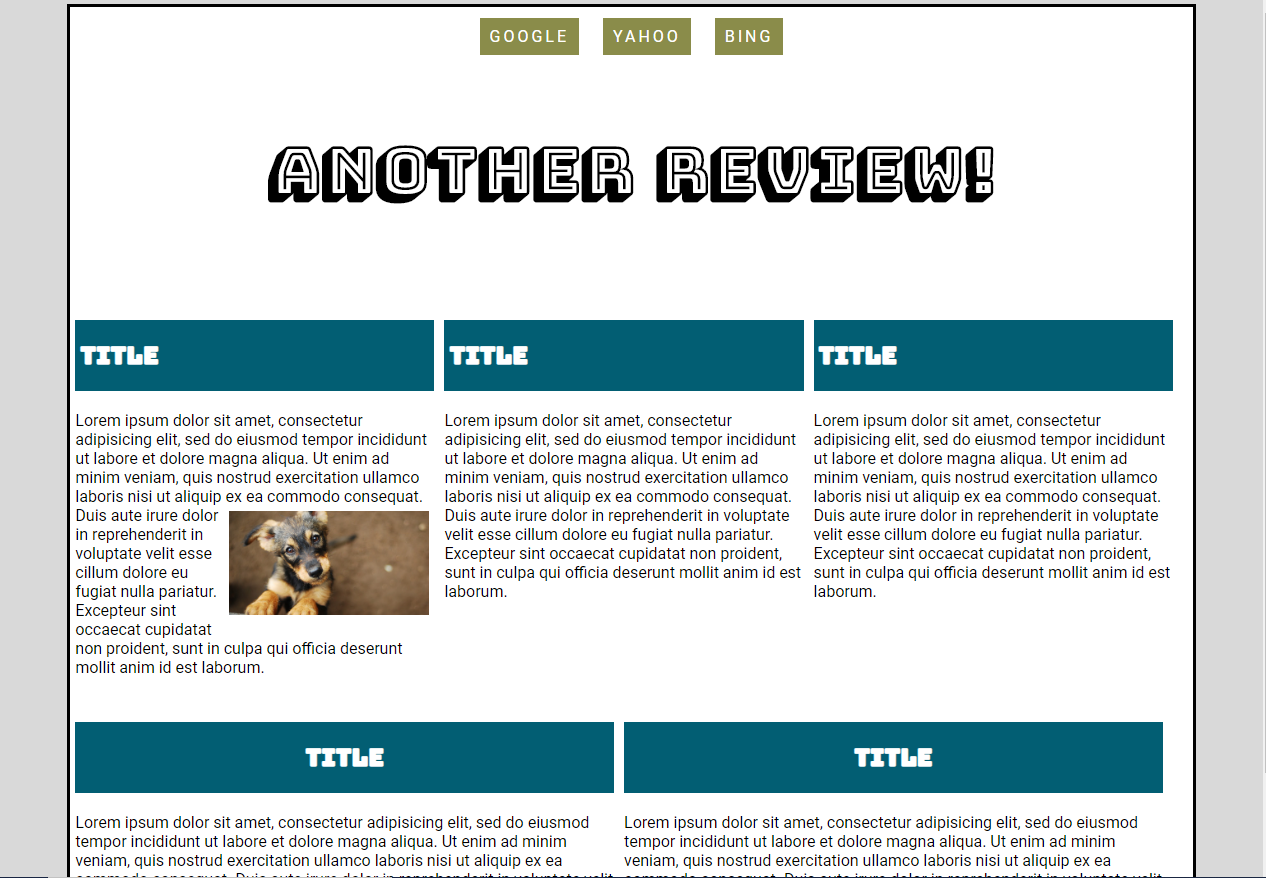 GOOGLE YAHOO BING
ANOTHER REVIEW!
TITLE
Lorem ipsum dolor sit amet, consectetur
adipisicing elit, sed do eiusmod tempor incididunt
ut labore et dolore magna aliqua. Ut enim ad
minim veniam, quis nostrud exercitation ullamco
laboris nisi ut aliquip ex ea commodo consequat.
Duis aute irure dolor
in reprehenderit in
voluptate velit esse
cillum dolore eu
fugiat nulla pariatur.
Excepteur sint
occaecat cupidatat
non proident, sunt in culpa qui officia deserunt
mollit anim id est laborum.
TITLE
Lorem ipsum dolor sit amet, consectetur
adipisicing elit, sed do eiusmod tempor incididunt
ut labore et dolore magna aliqua. Ut enim ad
minim veniam, quis nostrud exercitation ullamco
laboris nisi ut aliquip ex ea commodo consequat.
Duis aute irure dolor in reprehenderit in voluptate
velit esse cillum dolore eu fugiat nulla pariatur.
Excepteur sint occaecat cupidatat non proident,
sunt in culpa qui officia deserunt mollit anim id est
laborum.
TITLE
Lorem ipsum dolor sit amet, consectetur
adipisicing elit, sed do eiusmod tempor incididunt
ut labore et dolore magna aliqua. Ut enim ad
minim veniam, quis nostrud exercitation ullamco
laboris nisi ut aliquip ex ea commodo consequat.
Duis aute irure dolor in reprehenderit in voluptate
velit esse cillum dolore eu fugiat nulla pariatur.
Excepteur sint occaecat cupidatat non proident,
sunt in culpa qui officia deserunt mollit anim id est
laborum.
TITLE
Lorem ipsum dolor sit amet, consectetur adipisicing elit, sed do eiusmod
tempor incididunt ut labore et dolore magna aliqua. Ut enim ad minim
veniam, quis nostrud exercitation ullamco laboris nisi ut aliquip ex ea
TITLE
Lorem ipsum dolor sit amet, consectetur adipisicing elit, sed do eiusmod
tempor incididunt ut labore et dolore magna aliqua. Ut enim ad minim
veniam, quis nostrud exercitation ullamco laboris nisi ut aliquip ex ea